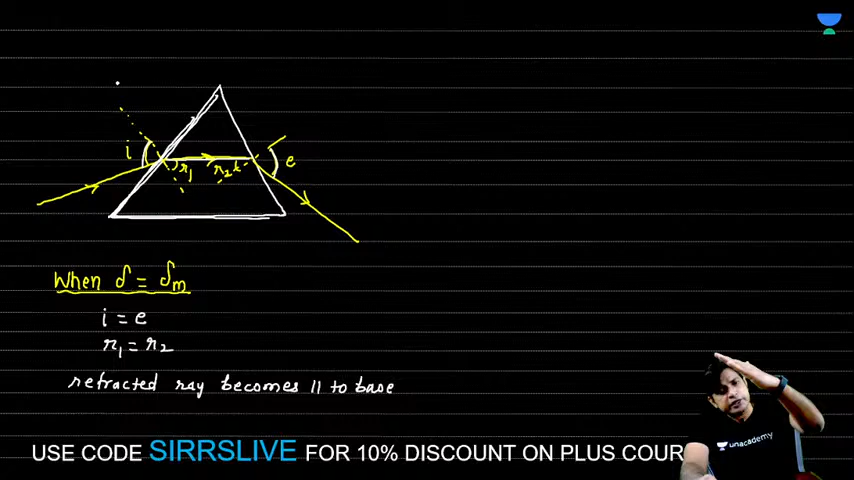 i
r₁
r₂
e
When δ = δm
i = e
r₁ = r₂
refracted ray becomes || to base
unacademy
USE CODE SIRRSLIVE FOR 10% DISCOUNT ON PLUS COUR